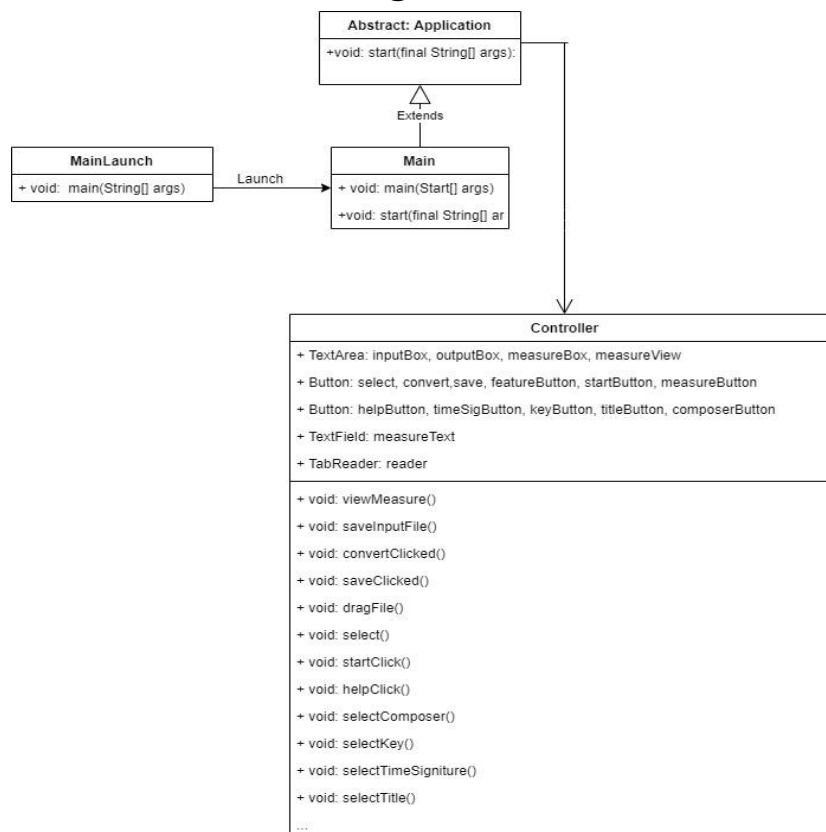 Abstract: Application
+void: start(final String[] args):
Extends
MainLaunch
+ void: main(String[] args)
Launch
Main
+ void: main(Start[] args)
+void: start(final String[] ar
Controller
+ TextArea: inputBox, outputBox, measureBox, measureView
+ Button: select, convert,save, featureButton, startButton, measureButton
+ Button: helpButton, timeSigButton, keyButton, titleButton, composerButton
+ TextField: measureText
+ TabReader: reader
+ void: viewMeasure()
+ void: saveInputFile()
+ void: convertClicked()
+ void: saveClicked()
+ void: dragFile()
+ void: select()
+ void: startClick()
+ void: helpClick()
+ void: selectComposer()
+ void: selectKey()
+ void: selectTimeSigniture()
+ void: selectTitle()
...